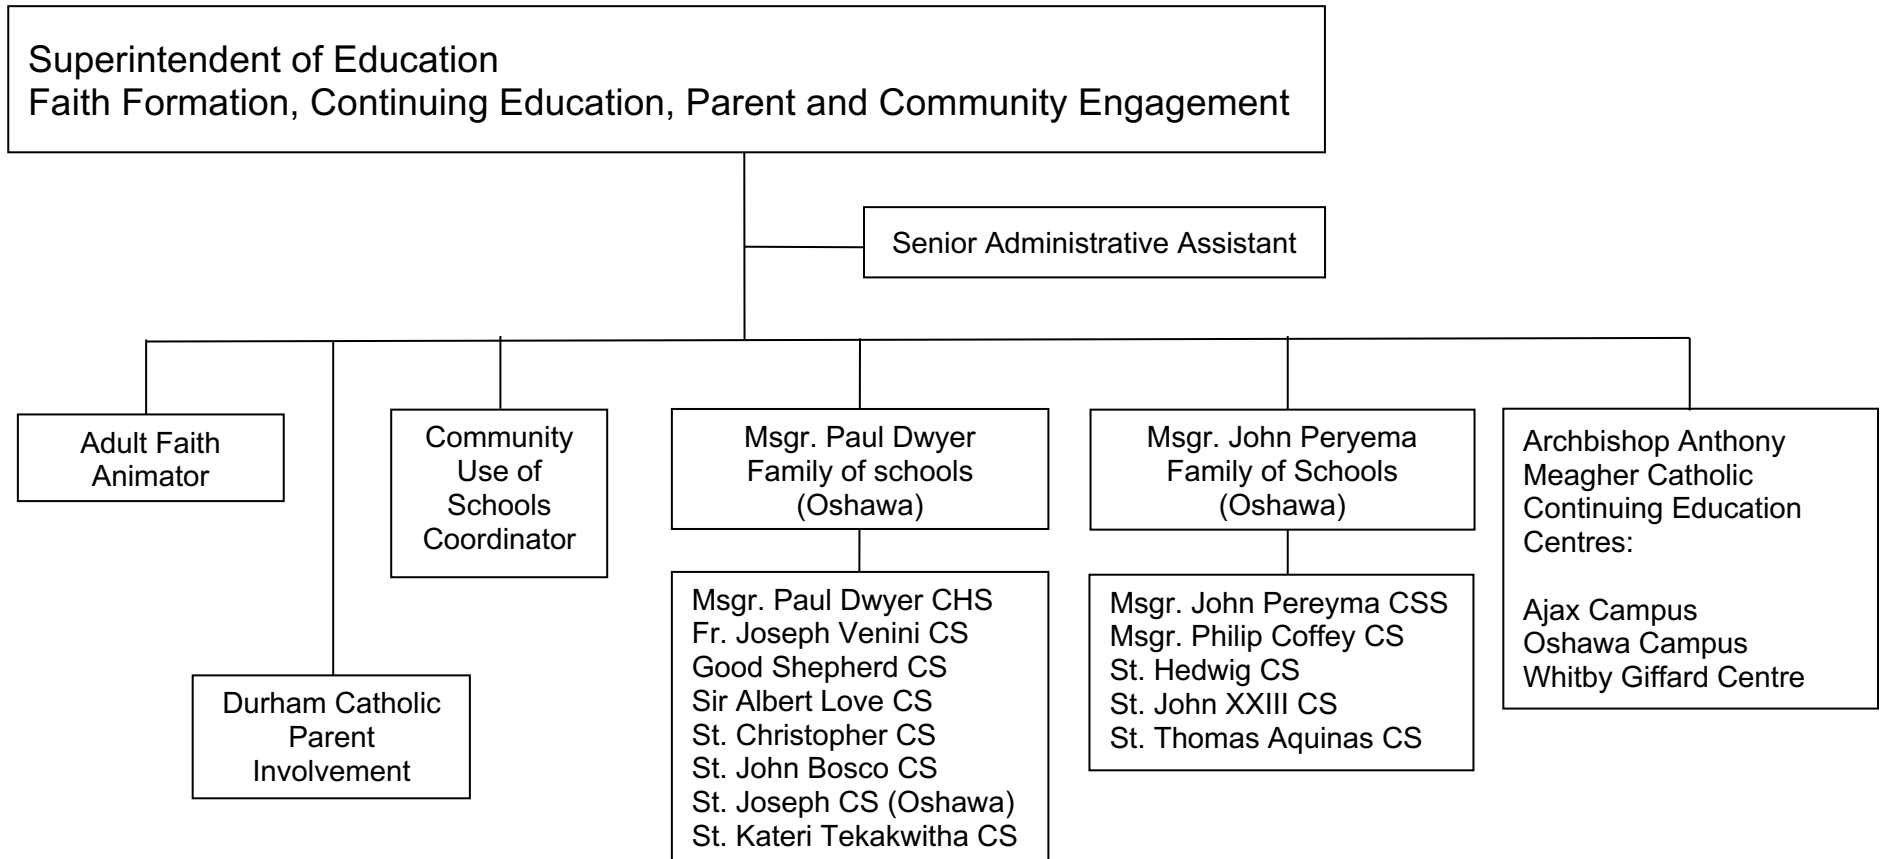 Superintendent of Education
Faith Formation, Continuing Education, Parent and Community Engagement
Senior Administrative Assistant
Adult Faith
Animator
Durham Catholic
Parent
Involvement
Community
Use of
Schools
Coordinator
Msgr. Paul Dwyer
Family of schools
(Oshawa)
Msgr. Paul Dwyer CHS
Fr. Joseph Venini CS
Good Shepherd CS
Sir Albert Love CS
St. Christopher CS
St. John Bosco CS
St. Joseph CS (Oshawa)
St. Kateri Tekakwitha CS
Msgr. John Peryema
Family of Schools
(Oshawa)
Msgr. John Pereyma CSS
Msgr. Philip Coffey CS
St. Hedwig CS
St. John XXIII CS
St. Thomas Aquinas CS
Archbishop Anthony
Meagher Catholic
Continuing Education
Centres:
Ajax Campus
Oshawa Campus
Whitby Giffard Centre